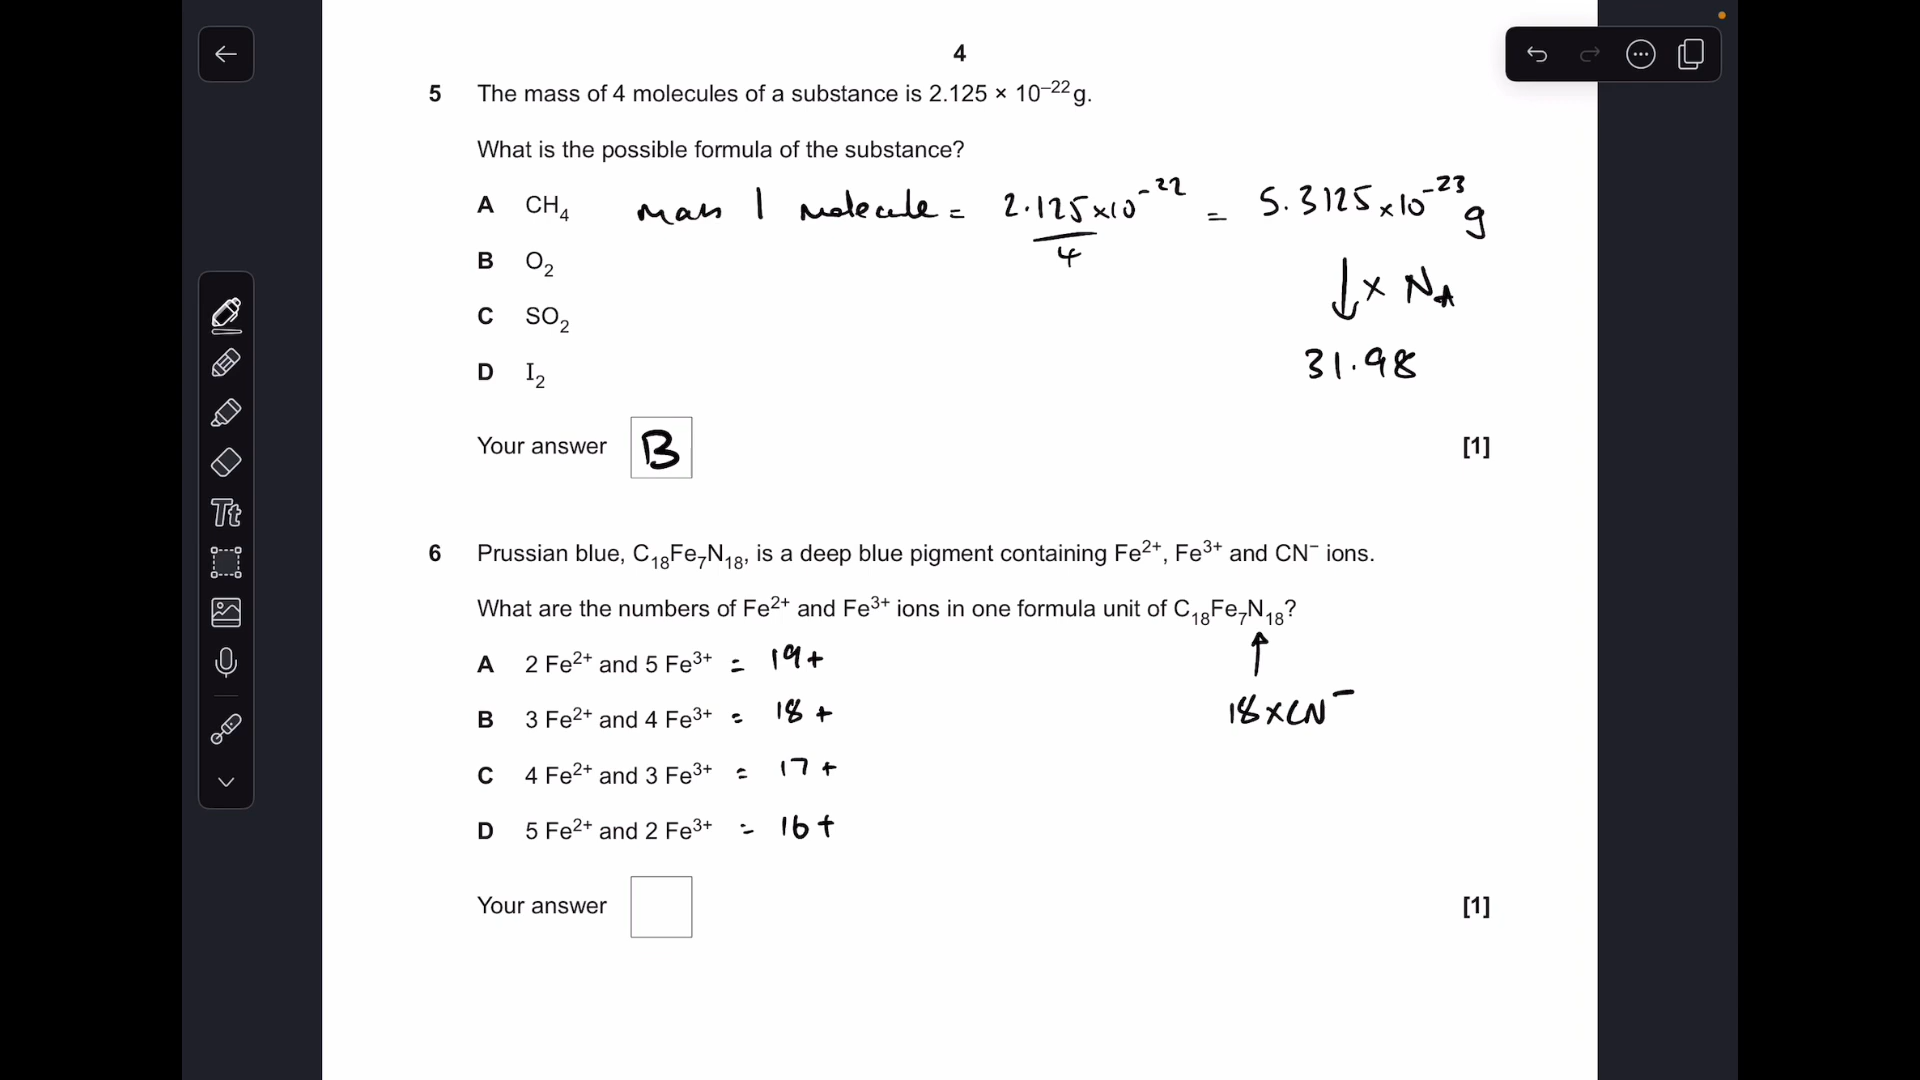 4
5 The mass of 4 molecules of a substance is 2.125 × 10⁻²² g.
What is the possible formula of the substance?
A CH₄ mass 1 molecule = 2.125×10⁻²² / 4 = 5.3125×10⁻²³ g
B O₂ ↓ × N_A
C SO₂
31.98
D I₂
Your answer B [1]
6 Prussian blue, C₁₈Fe₇N₁₈, is a deep blue pigment containing Fe²⁺, Fe³⁺ and CN⁻ ions.
What are the numbers of Fe²⁺ and Fe³⁺ ions in one formula unit of C₁₈Fe₇N₁₈?
A 2 Fe²⁺ and 5 Fe³⁺ = 19+ ↑
B 3 Fe²⁺ and 4 Fe³⁺ = 18+ 18×CN⁻
C 4 Fe²⁺ and 3 Fe³⁺ = 17+
D 5 Fe²⁺ and 2 Fe³⁺ = 16+
Your answer [1]
Tt